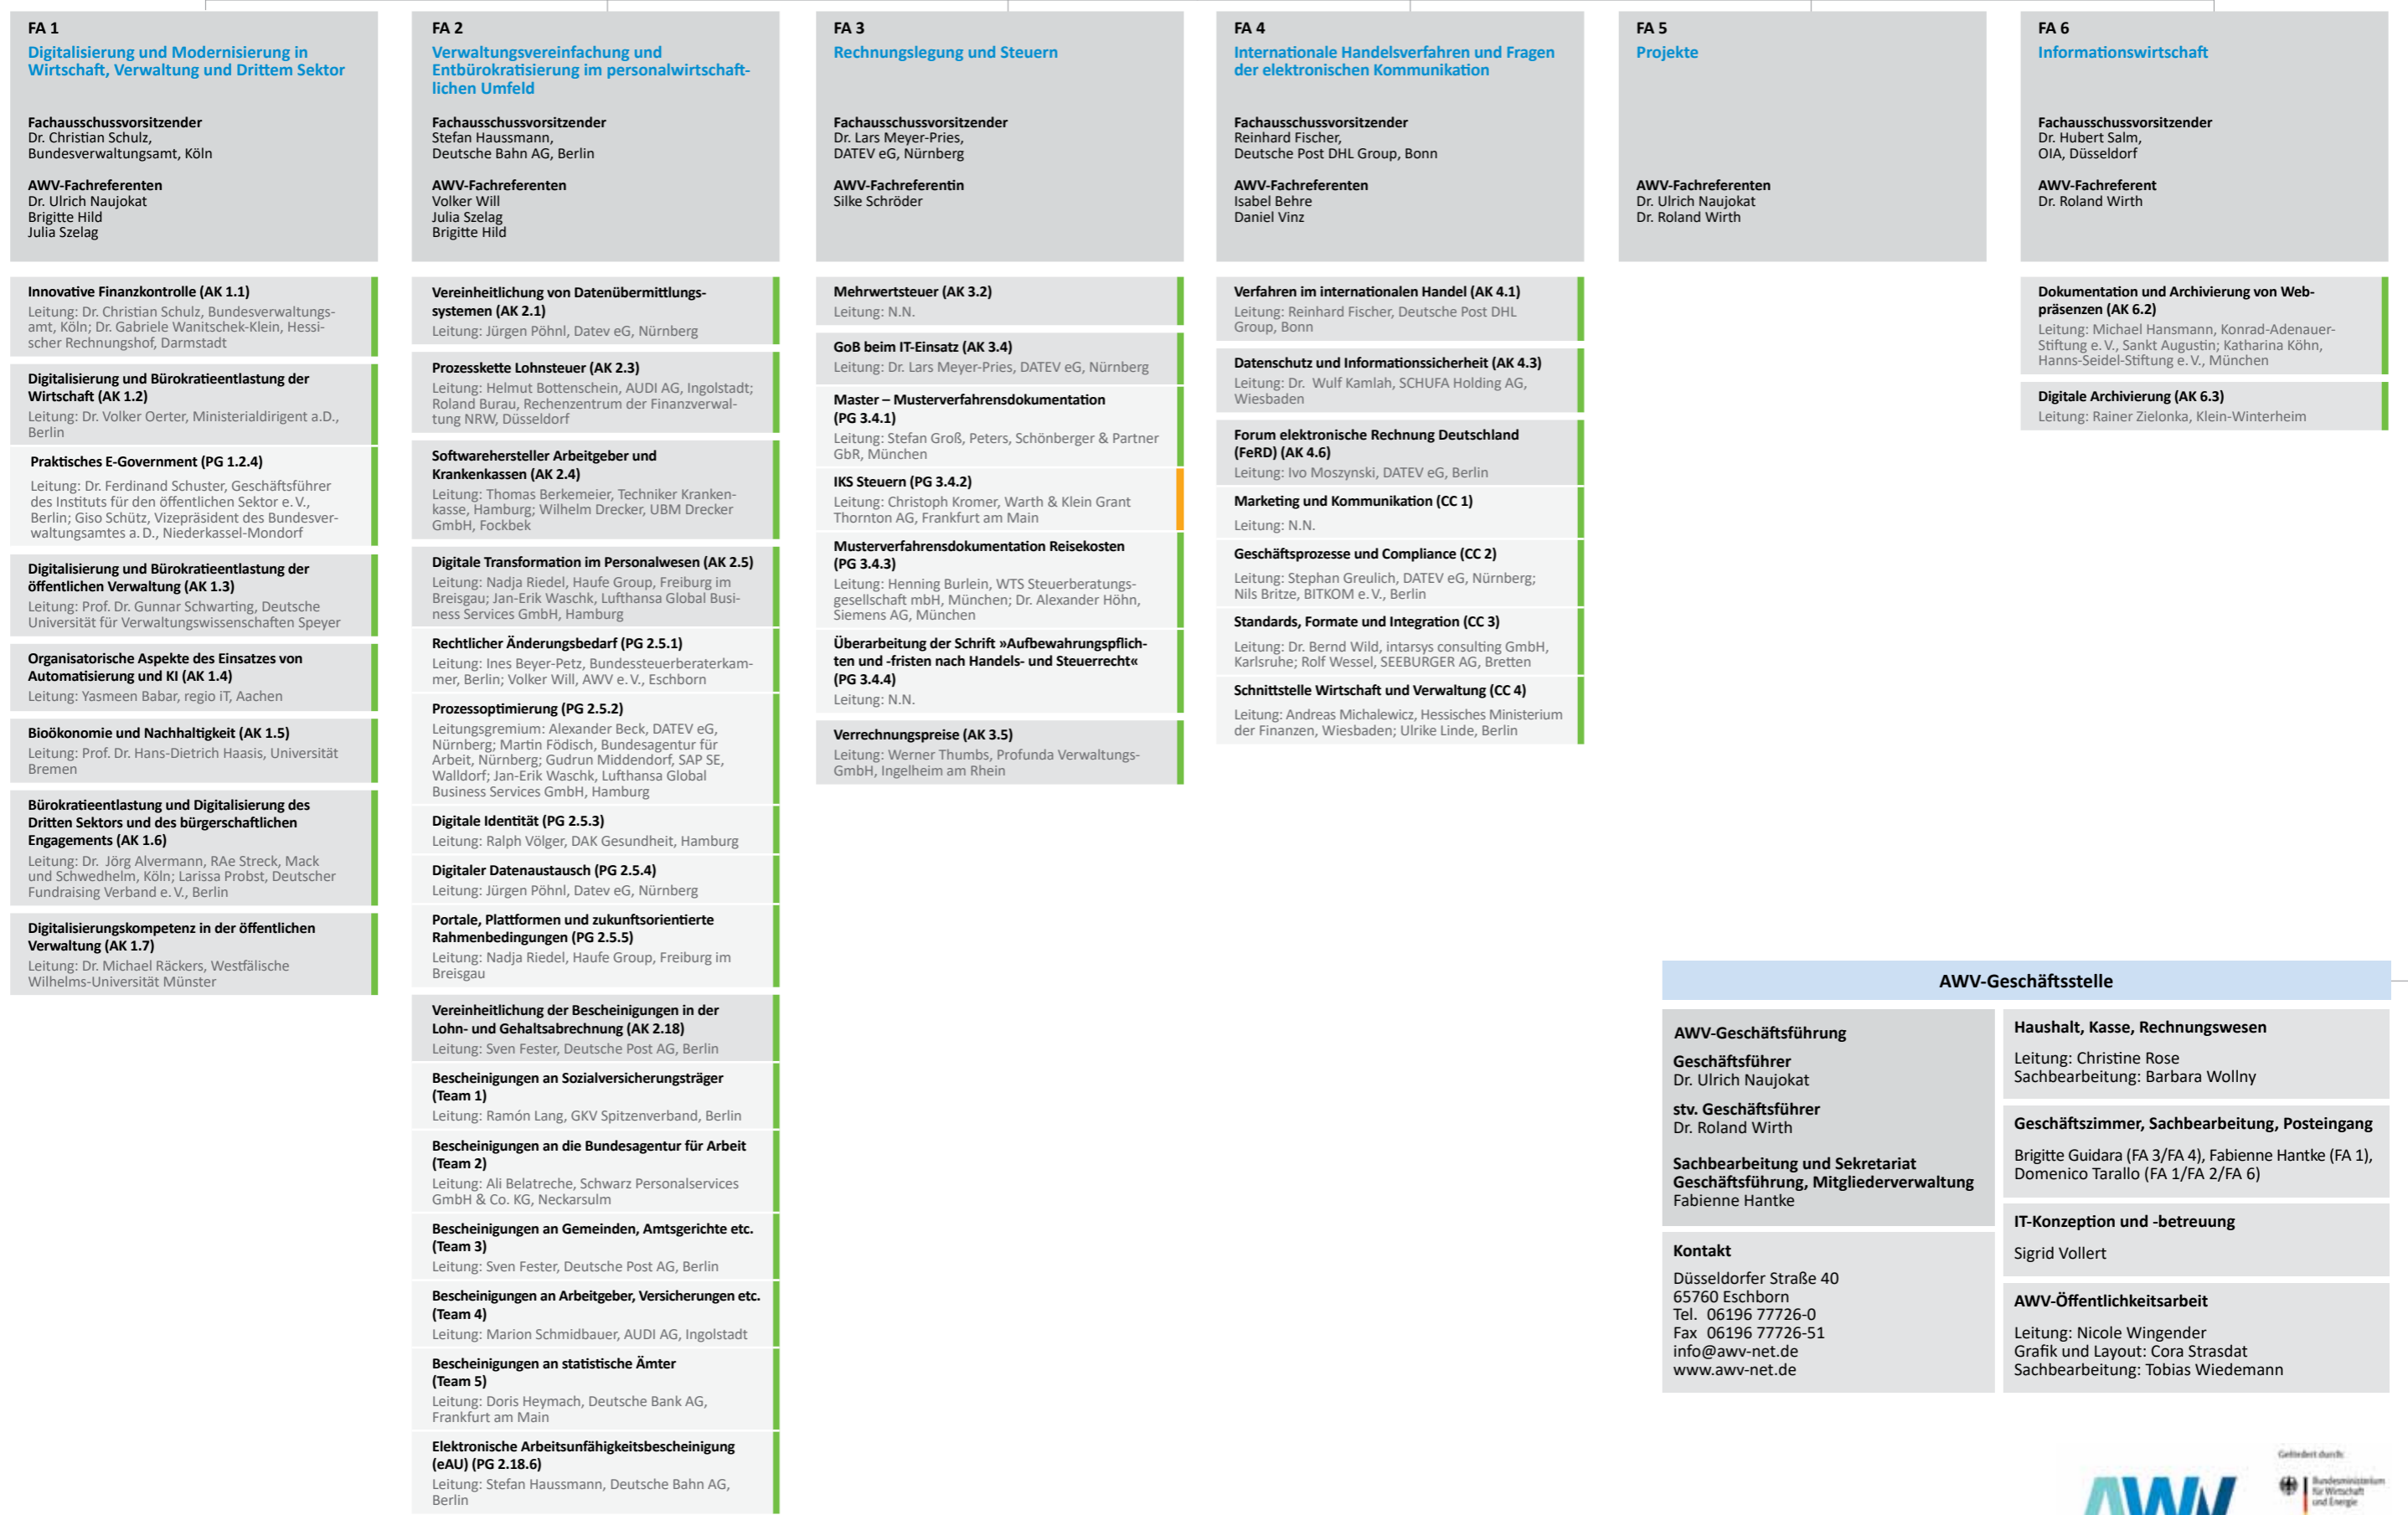 FA 1
Digitalisierung und Modernisierung in
Wirtschaft, Verwaltung und Drittem Sektor
Fachausschussvorsitzender
Dr. Christian Schulz,
Bundesverwaltungsamt, Köln
AWV-Fachreferenten
Dr. Ulrich Naujokat
Brigitte Hild
Julia Szelag
Innovative Finanzkontrolle (AK 1.1)
Leitung: Dr. Christian Schulz, Bundesverwaltungs-
amt, Köln; Dr. Gabriele Wanitschek-Klein, Hessi-
scher Rechnungshof, Darmstadt
Digitalisierung und Bürokratieentlastung der
Wirtschaft (AK 1.2)
Leitung: Dr. Volker Oerter, Ministerialdirigent a.D.,
Berlin
Praktisches E-Government (PG 1.2.4)
Leitung: Dr. Ferdinand Schuster, Geschäftsführer
des Instituts für den öffentlichen Sektor e. V.,
Berlin; Giso Schütz, Vizepräsident des Bundesver-
waltungsamtes a. D., Niederkassel-Mondorf
Digitalisierung und Bürokratieentlastung der
öffentlichen Verwaltung (AK 1.3)
Leitung: Prof. Dr. Gunnar Schwarting, Deutsche
Universität für Verwaltungswissenschaften Speyer
Organisatorische Aspekte des Einsatzes von
Automatisierung und KI (AK 1.4)
Leitung: Yasmeen Babar, regio iT, Aachen
Bioökonomie und Nachhaltigkeit (AK 1.5)
Leitung: Prof. Dr. Hans-Dietrich Haasis, Universität
Bremen
Bürokratieentlastung und Digitalisierung des
Dritten Sektors und des bürgerschaftlichen
Engagements (AK 1.6)
Leitung: Dr. Jörg Alvermann, RAe Streck, Mack
und Schwedhelm, Köln; Larissa Probst, Deutscher
Fundraising Verband e. V., Berlin
Digitalisierungskompetenz in der öffentlichen
Verwaltung (AK 1.7)
Leitung: Dr. Michael Räckers, Westfälische
Wilhelms-Universität Münster
FA 2
Verwaltungsvereinfachung und
Entbürokratisierung im personalwirtschaft-
lichen Umfeld
Fachausschussvorsitzender
Stefan Haussmann,
Deutsche Bahn AG, Berlin
AWV-Fachreferenten
Volker Will
Julia Szelag
Brigitte Hild
Vereinheitlichung von Datenübermittlungs-
systemen (AK 2.1)
Leitung: Jürgen Pöhnl, Datev eG, Nürnberg
Prozesskette Lohnsteuer (AK 2.3)
Leitung: Helmut Bottenschein, AUDI AG, Ingolstadt;
Roland Burau, Rechenzentrum der Finanzverwal-
tung NRW, Düsseldorf
Softwarehersteller Arbeitgeber und
Krankenkassen (AK 2.4)
Leitung: Thomas Berkemeier, Techniker Kranken-
kasse, Hamburg; Wilhelm Drecker, UBM Drecker
GmbH, Fockbek
Digitale Transformation im Personalwesen (AK 2.5)
Leitung: Nadja Riedel, Haufe Group, Freiburg im
Breisgau; Jan-Erik Waschk, Lufthansa Global Busi-
ness Services GmbH, Hamburg
Rechtlicher Änderungsbedarf (PG 2.5.1)
Leitung: Ines Beyer-Petz, Bundessteuerberaterkam-
mer, Berlin; Volker Will, AWV e. V., Eschborn
Prozessoptimierung (PG 2.5.2)
Leitungsgremium: Alexander Beck, DATEV eG,
Nürnberg; Martin Födisch, Bundesagentur für
Arbeit, Nürnberg; Gudrun Middendorf, SAP SE,
Walldorf; Jan-Erik Waschk, Lufthansa Global
Business Services GmbH, Hamburg
Digitale Identität (PG 2.5.3)
Leitung: Ralph Völger, DAK Gesundheit, Hamburg
Digitaler Datenaustausch (PG 2.5.4)
Leitung: Jürgen Pöhnl, Datev eG, Nürnberg
Portale, Plattformen und zukunftsorientierte
Rahmenbedingungen (PG 2.5.5)
Leitung: Nadja Riedel, Haufe Group, Freiburg im
Breisgau
Vereinheitlichung der Bescheinigungen in der
Lohn- und Gehaltsabrechnung (AK 2.18)
Leitung: Sven Fester, Deutsche Post AG, Berlin
Bescheinigungen an Sozialversicherungsträger
(Team 1)
Leitung: Ramón Lang, GKV Spitzenverband, Berlin
Bescheinigungen an die Bundesagentur für Arbeit
(Team 2)
Leitung: Ali Belatreche, Schwarz Personalservices
GmbH & Co. KG, Neckarsulm
Bescheinigungen an Gemeinden, Amtsgerichte etc.
(Team 3)
Leitung: Sven Fester, Deutsche Post AG, Berlin
Bescheinigungen an Arbeitgeber, Versicherungen etc.
(Team 4)
Leitung: Marion Schmidbauer, AUDI AG, Ingolstadt
Bescheinigungen an statistische Ämter
(Team 5)
Leitung: Doris Heymach, Deutsche Bank AG,
Frankfurt am Main
Elektronische Arbeitsunfähigkeitsbescheinigung
(eAU) (PG 2.18.6)
Leitung: Stefan Haussmann, Deutsche Bahn AG,
Berlin
FA 3
Rechnungslegung und Steuern
Fachausschussvorsitzender
Dr. Lars Meyer-Pries,
DATEV eG, Nürnberg
AWV-Fachreferentin
Silke Schröder
Mehrwertsteuer (AK 3.2)
Leitung: N.N.
GoB beim IT-Einsatz (AK 3.4)
Leitung: Dr. Lars Meyer-Pries, DATEV eG, Nürnberg
Master – Musterverfahrensdokumentation
(PG 3.4.1)
Leitung: Stefan Groß, Peters, Schönberger & Partner
GbR, München
IKS Steuern (PG 3.4.2)
Leitung: Christoph Kromer, Warth & Klein Grant
Thornton AG, Frankfurt am Main
Musterverfahrensdokumentation Reisekosten
(PG 3.4.3)
Leitung: Henning Burlein, WTS Steuerberatungs-
gesellschaft mbH, München; Dr. Alexander Höhn,
Siemens AG, München
Überarbeitung der Schrift »Aufbewahrungspflich-
ten und -fristen nach Handels- und Steuerrecht«
(PG 3.4.4)
Leitung: N.N.
Verrechnungspreise (AK 3.5)
Leitung: Werner Thumbs, Profunda Verwaltungs-
GmbH, Ingelheim am Rhein
FA 4
Internationale Handelsverfahren und Fragen
der elektronischen Kommunikation
Fachausschussvorsitzender
Reinhard Fischer,
Deutsche Post DHL Group, Bonn
AWV-Fachreferenten
Isabel Behre
Daniel Vinz
Verfahren im internationalen Handel (AK 4.1)
Leitung: Reinhard Fischer, Deutsche Post DHL
Group, Bonn
Datenschutz und Informationssicherheit (AK 4.3)
Leitung: Dr. Wulf Kamlah, SCHUFA Holding AG,
Wiesbaden
Forum elektronische Rechnung Deutschland
(FeRD) (AK 4.6)
Leitung: Ivo Moszynski, DATEV eG, Berlin
Marketing und Kommunikation (CC 1)
Leitung: N.N.
Geschäftsprozesse und Compliance (CC 2)
Leitung: Stephan Greulich, DATEV eG, Nürnberg;
Nils Britze, BITKOM e. V., Berlin
Standards, Formate und Integration (CC 3)
Leitung: Dr. Bernd Wild, intarsys consulting GmbH,
Karlsruhe; Rolf Wessel, SEEBURGER AG, Bretten
Schnittstelle Wirtschaft und Verwaltung (CC 4)
Leitung: Andreas Michalewicz, Hessisches Ministerium
der Finanzen, Wiesbaden; Ulrike Linde, Berlin
FA 5
Projekte
AWV-Fachreferenten
Dr. Ulrich Naujokat
Dr. Roland Wirth
FA 6
Informationswirtschaft
Fachausschussvorsitzender
Dr. Hubert Salm,
OIA, Düsseldorf
AWV-Fachreferent
Dr. Roland Wirth
Dokumentation und Archivierung von Web-
präsenzen (AK 6.2)
Leitung: Michael Hansmann, Konrad-Adenauer-
Stiftung e. V., Sankt Augustin; Katharina Köhn,
Hanns-Seidel-Stiftung e. V., München
Digitale Archivierung (AK 6.3)
Leitung: Rainer Zielonka, Klein-Winterheim
AWV-Geschäftsstelle
AWV-Geschäftsführung
Geschäftsführer
Dr. Ulrich Naujokat
stv. Geschäftsführer
Dr. Roland Wirth
Sachbearbeitung und Sekretariat
Geschäftsführung, Mitgliederverwaltung
Fabienne Hantke
Kontakt
Düsseldorfer Straße 40
65760 Eschborn
Tel. 06196 77726-0
Fax 06196 77726-51
info@awv-net.de
www.awv-net.de
Haushalt, Kasse, Rechnungswesen
Leitung: Christine Rose
Sachbearbeitung: Barbara Wollny
Geschäftszimmer, Sachbearbeitung, Posteingang
Brigitte Guidara (FA 3/FA 4), Fabienne Hantke (FA 1),
Domenico Tarallo (FA 1/FA 2/FA 6)
IT-Konzeption und -betreuung
Sigrid Vollert
AWV-Öffentlichkeitsarbeit
Leitung: Nicole Wingender
Grafik und Layout: Cora Strasdat
Sachbearbeitung: Tobias Wiedemann
AWV
Gefördert durch:
Bundesministerium
für Wirtschaft
und Energie